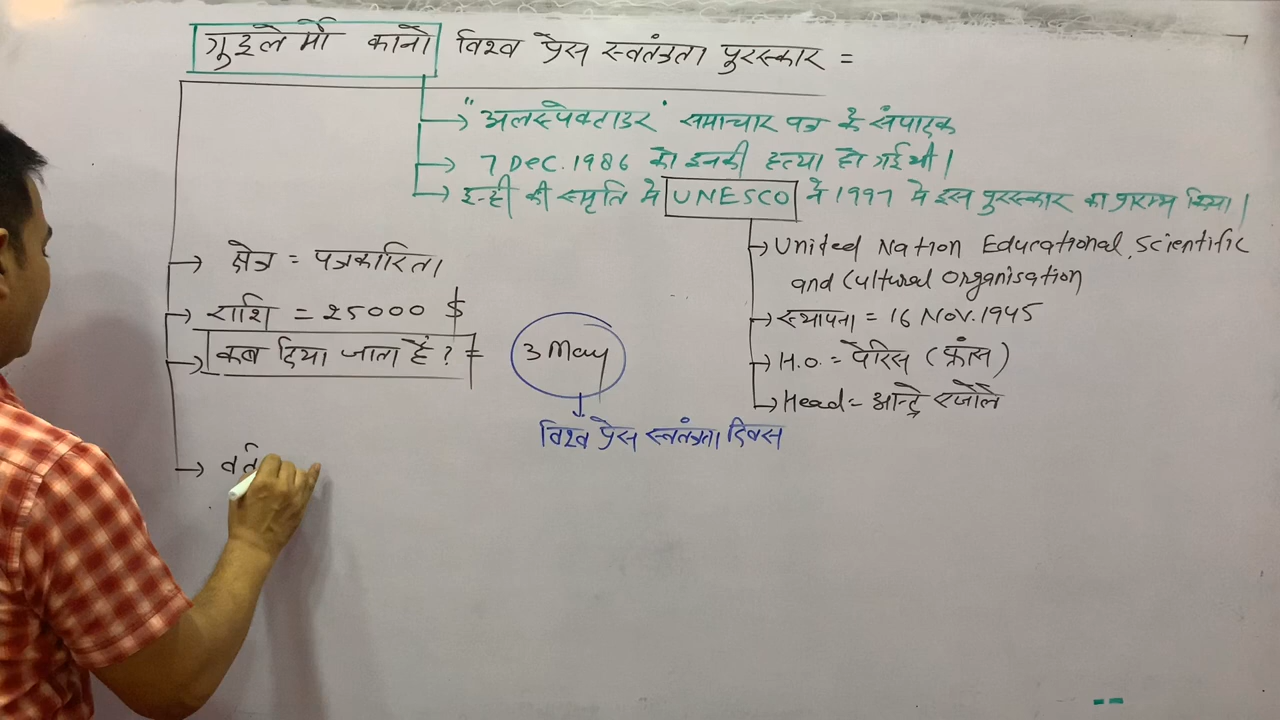 गुइलेर्मो कानो विश्व प्रेस स्वतंत्रता पुरस्कार =
→ "अलस्पेक्टाडर" समाचार पत्र के संपादक
→ 7 Dec. 1986 को इनकी हत्या हो गई थी।
→ इन्ही की स्मृति मे UNESCO ने 1997 मे इस पुरस्कार का प्रारम्भ किया।
→ United Nation Educational, Scientific
and Cultural Organisation
→ स्थापना = 16 Nov. 1945
→ H.O. = पेरिस (फ्रांस)
→ Head = आन्द्रे एजोले
→ क्षेत्र = पत्रकारिता
→ राशि = 25000 $
→ कब दिया जाता है? = 3 May
↓
विश्व प्रेस स्वतंत्रता दिवस
→ वर्त